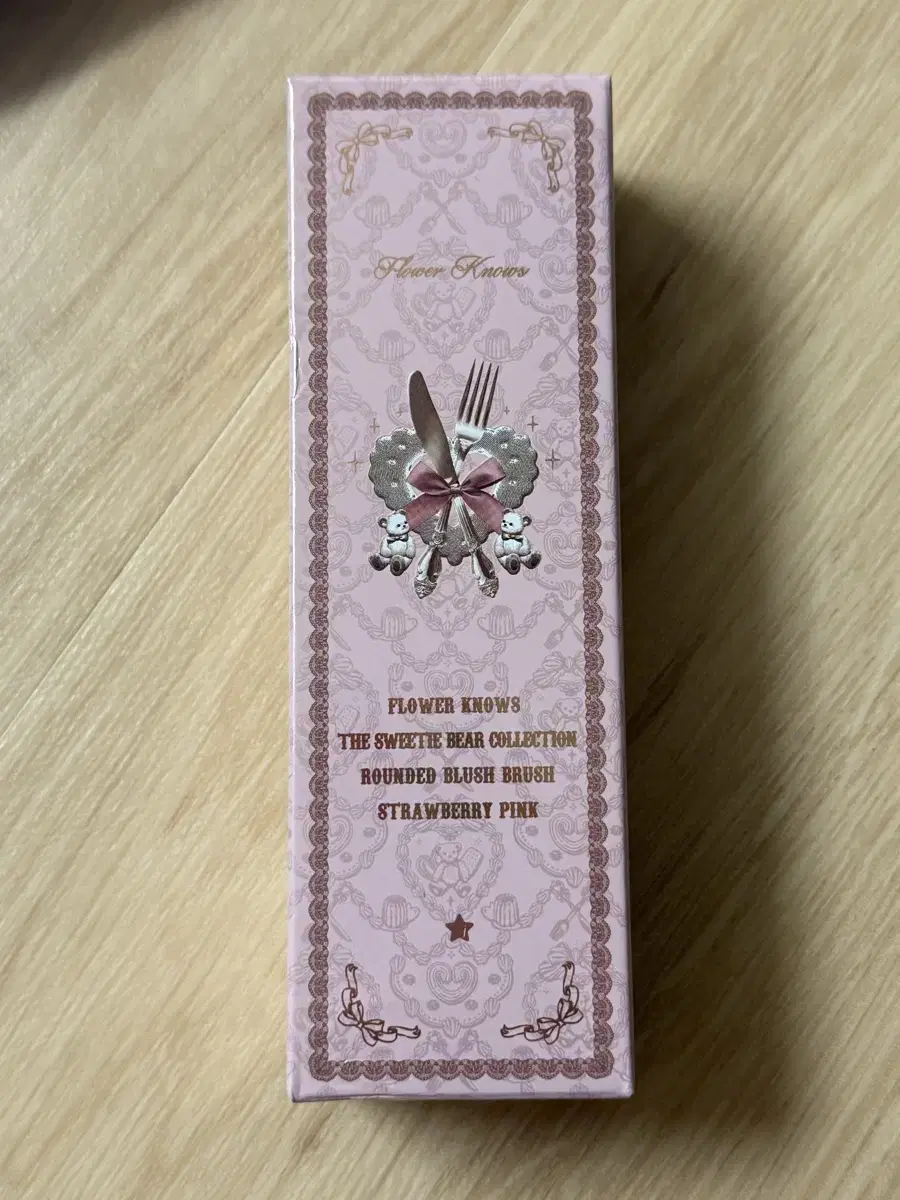 Flower Knows
FLOWER KNOWS
THE SWEETIE BEAR COLLECTION
ROUNDED BLUSH BRUSH
STRAWBERRY PINK